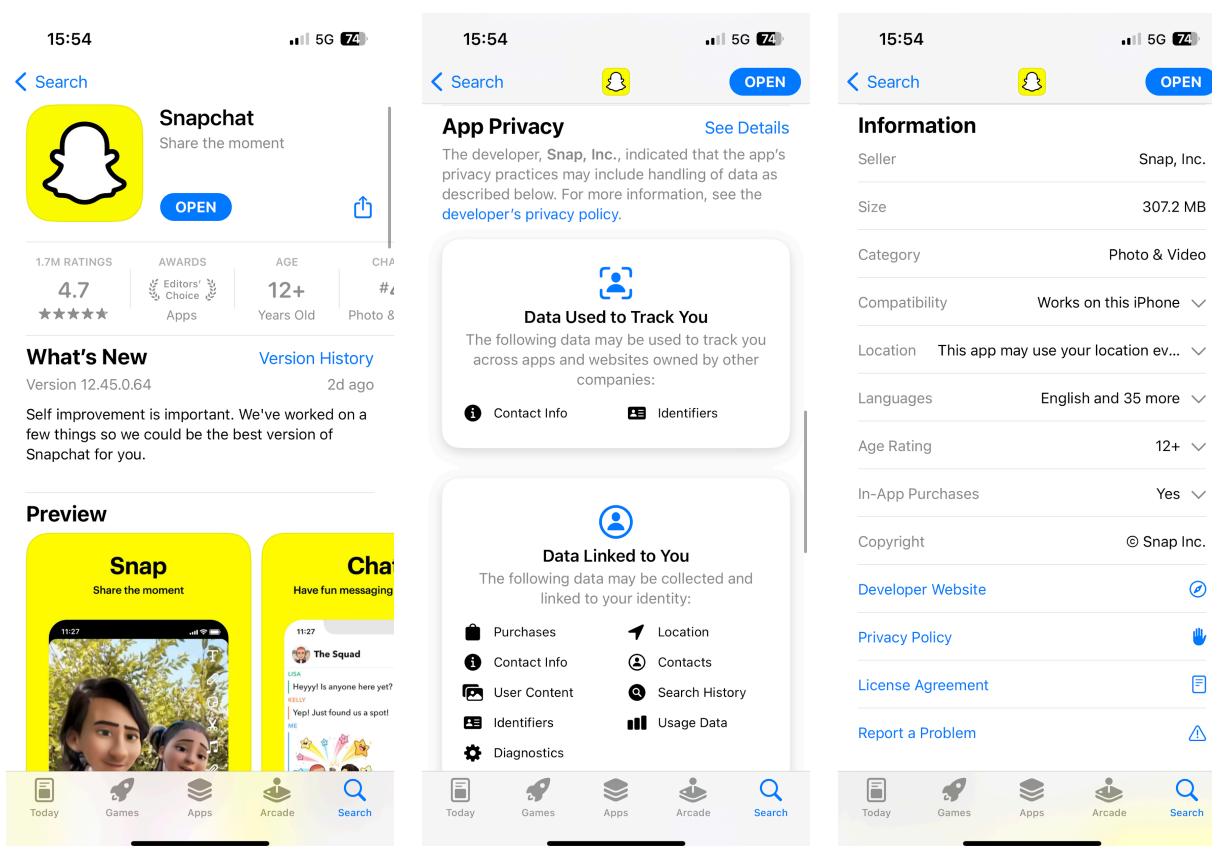 15:54
5G 74
Search
Snapchat
Share the moment
OPEN
1.7M RATINGS
4.7
AWARDS
Editors'
Choice
Apps
AGE
12+
Years Old
CHA
#4
Photo &
What's New
Version History
Version 12.45.0.64
2d ago
Self improvement is important. We've worked on a
few things so we could be the best version of
Snapchat for you.
Preview
Snap
Share the moment
11:27
Chat
Have fun messaging
11:27
The Squad
LISA
Heyyy! Is anyone here yet?
KELLY
Yep! Just found us a spot!
ME
Today
Games
Apps
Arcade
Search
15:54
5G 74
Search
OPEN
App Privacy
See Details
The developer, Snap, Inc., indicated that the app's
privacy practices may include handling of data as
described below. For more information, see the
developer's privacy policy.
Data Used to Track You
The following data may be used to track you
across apps and websites owned by other
companies:
Contact Info
Identifiers
Data Linked to You
The following data may be collected and
linked to your identity:
Purchases
Location
Contact Info
Contacts
User Content
Search History
Identifiers
Usage Data
Diagnostics
Today
Games
Apps
Arcade
Search
15:54
5G 74
Search
OPEN
Information
Seller
Snap, Inc.
Size
307.2 MB
Category
Photo & Video
Compatibility
Works on this iPhone
Location
This app may use your location ev...
Languages
English and 35 more
Age Rating
12+
In-App Purchases
Yes
Copyright
© Snap Inc.
Developer Website
Privacy Policy
License Agreement
Report a Problem
Today
Games
Apps
Arcade
Search